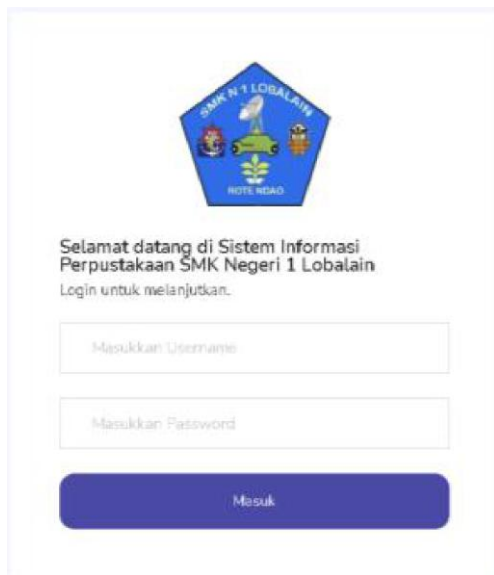 SMK N 1 LOBALAIN
ROTE NDAO
Selamat datang di Sistem Informasi
Perpustakaan SMK Negeri 1 Lobalain
Login untuk melanjutkan.
Masukkan Username
Masukkan Password
Masuk